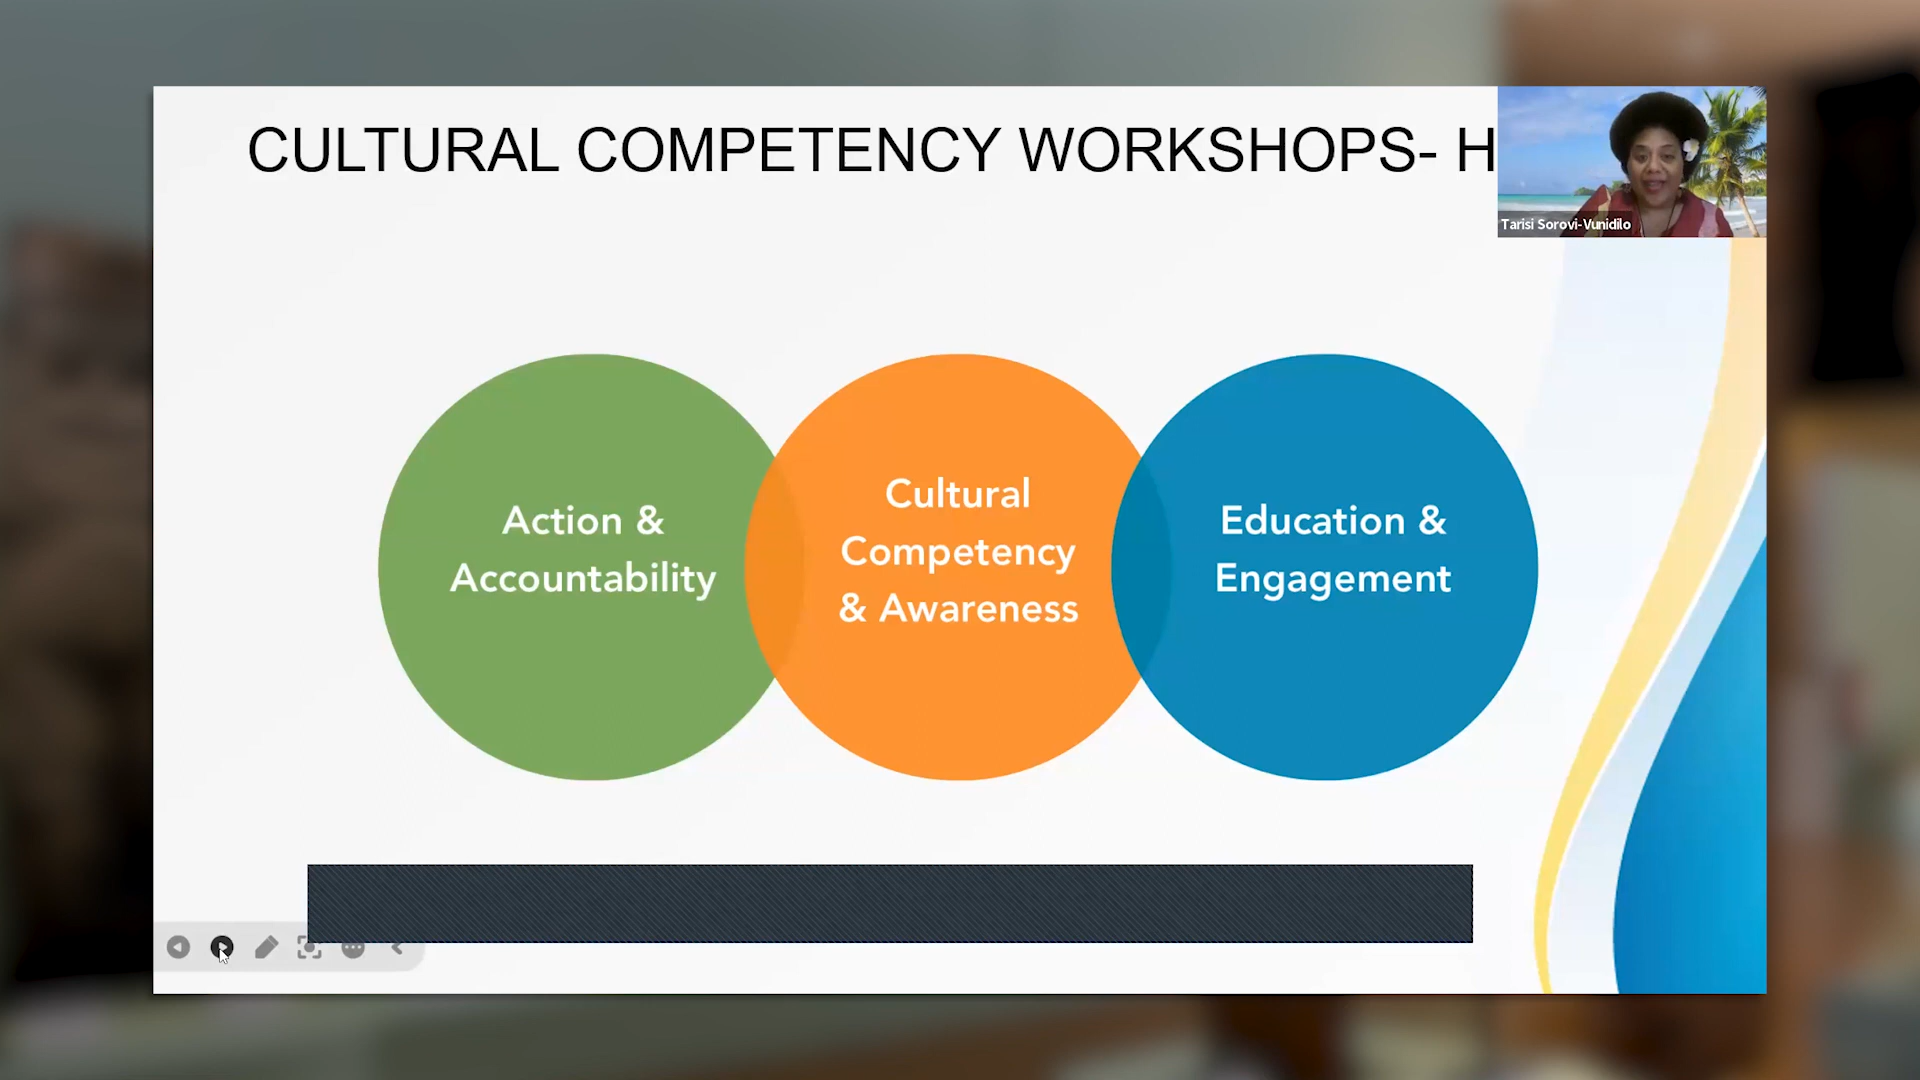 CULTURAL COMPETENCY WORKSHOPS- H
Tarisi Sorovi-Vunidilo
Action &
Accountability
Cultural
Competency
& Awareness
Education &
Engagement